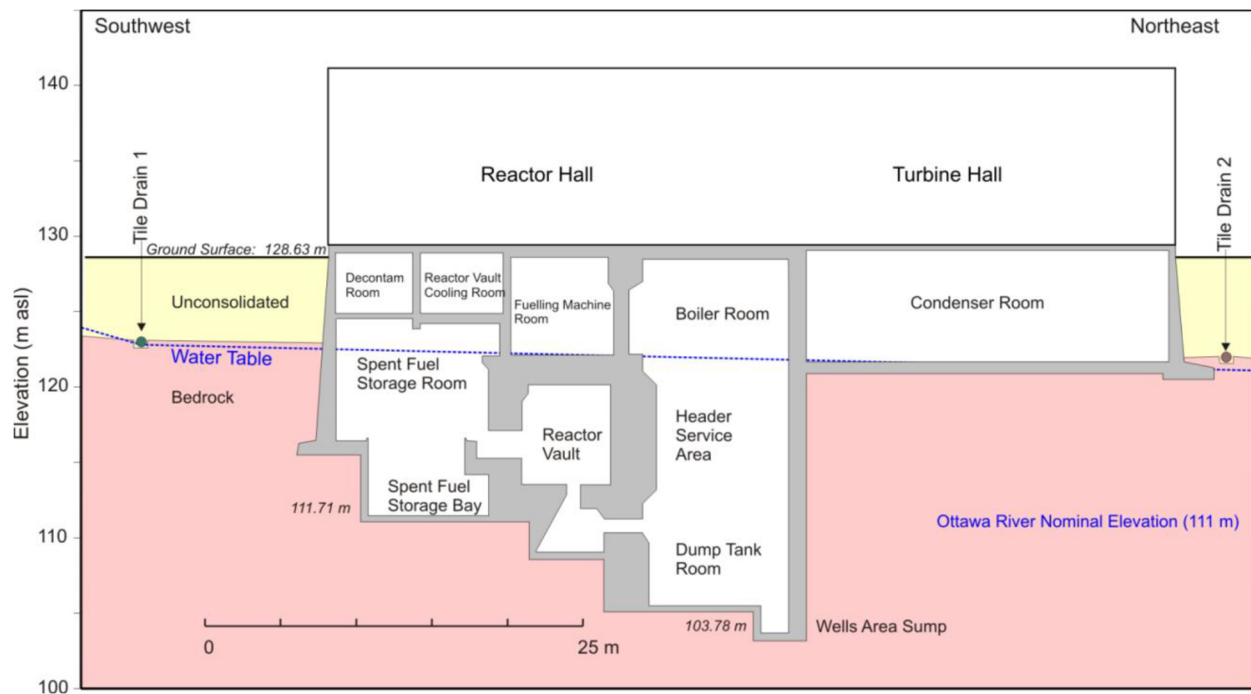 Southwest
Northeast
140
130
120
110
100
Elevation (m asl)
Tile Drain 1
Tile Drain 2
Reactor Hall
Turbine Hall
Ground Surface: 128.63 m
Unconsolidated
Decontam
Room
Reactor Vault
Cooling Room
Fuelling Machine
Room
Boiler Room
Condenser Room
Water Table
Bedrock
Spent Fuel
Storage Room
Reactor
Vault
Header
Service
Area
Spent Fuel
Storage Bay
111.71 m
Ottawa River Nominal Elevation (111 m)
Dump Tank
Room
103.78 m
Wells Area Sump
0
25 m